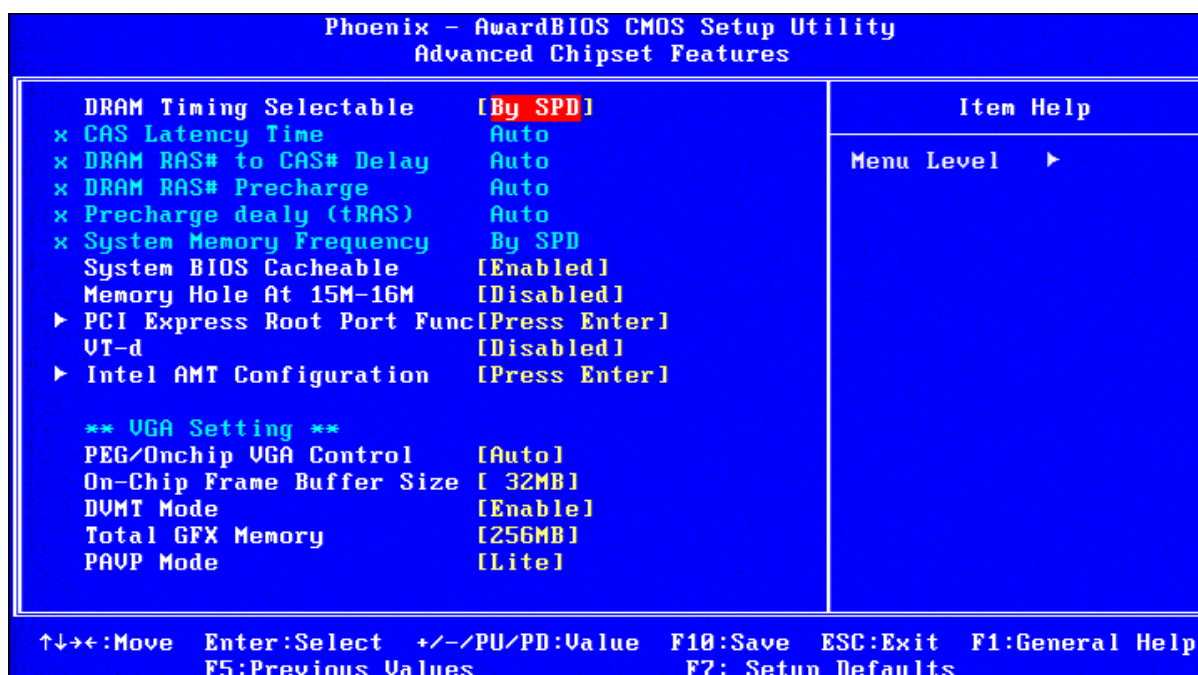 Phoenix - AwardBIOS CMOS Setup Utility
Advanced Chipset Features
DRAM Timing Selectable [By SPD]
x CAS Latency Time Auto
x DRAM RAS# to CAS# Delay Auto
x DRAM RAS# Precharge Auto
x Precharge dealy (tRAS) Auto
x System Memory Frequency By SPD
System BIOS Cacheable [Enabled]
Memory Hole At 15M-16M [Disabled]
► PCI Express Root Port Func[Press Enter]
VT-d [Disabled]
► Intel AMT Configuration [Press Enter]
** VGA Setting **
PEG/Onchip VGA Control [Auto]
On-Chip Frame Buffer Size [ 32MB]
DVMT Mode [Enable]
Total GFX Memory [256MB]
PAVP Mode [Lite]
Item Help
Menu Level ►
↑↓→←:Move Enter:Select +/-/PU/PD:Value F10:Save ESC:Exit F1:General Help
F5:Previous Values F7: Setup Defaults